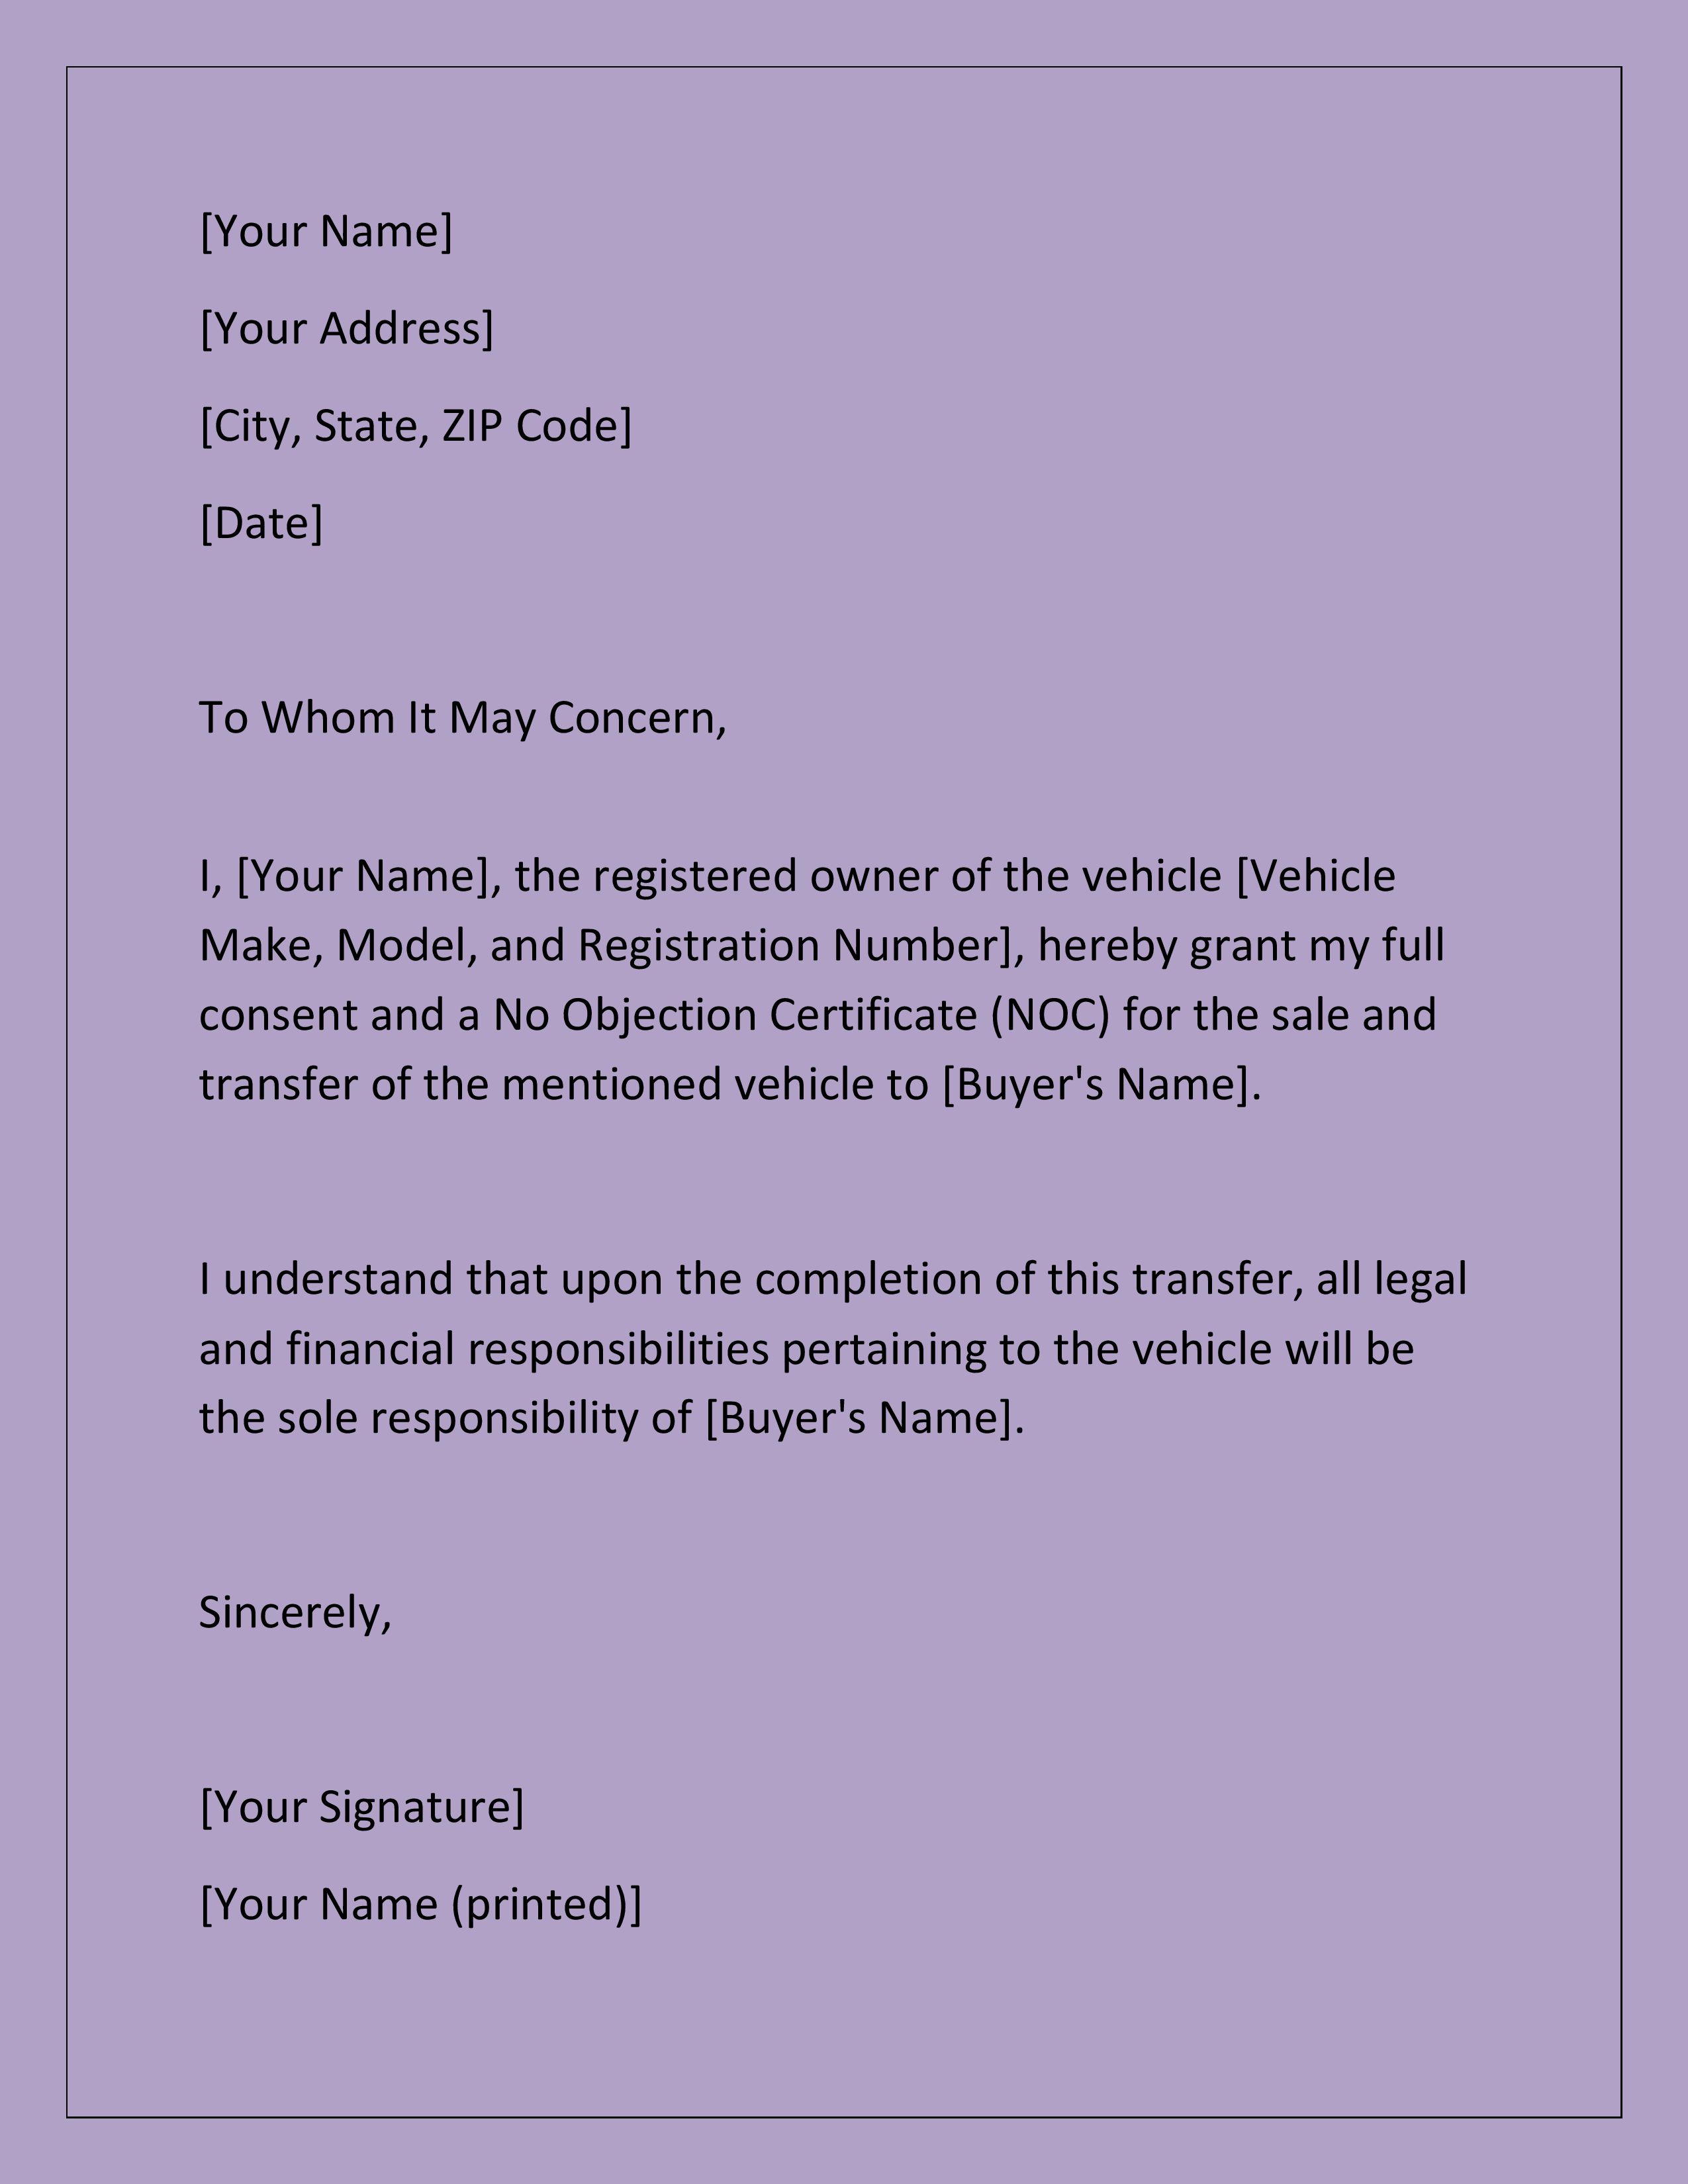 [Your Name]
[Your Address]
[City, State, ZIP Code]
[Date]
To Whom It May Concern,
I, [Your Name], the registered owner of the vehicle [Vehicle
Make, Model, and Registration Number], hereby grant my full
consent and a No Objection Certificate (NOC) for the sale and
transfer of the mentioned vehicle to [Buyer's Name].
I understand that upon the completion of this transfer, all legal
and financial responsibilities pertaining to the vehicle will be
the sole responsibility of [Buyer's Name].
Sincerely,
[Your Signature]
[Your Name (printed)]